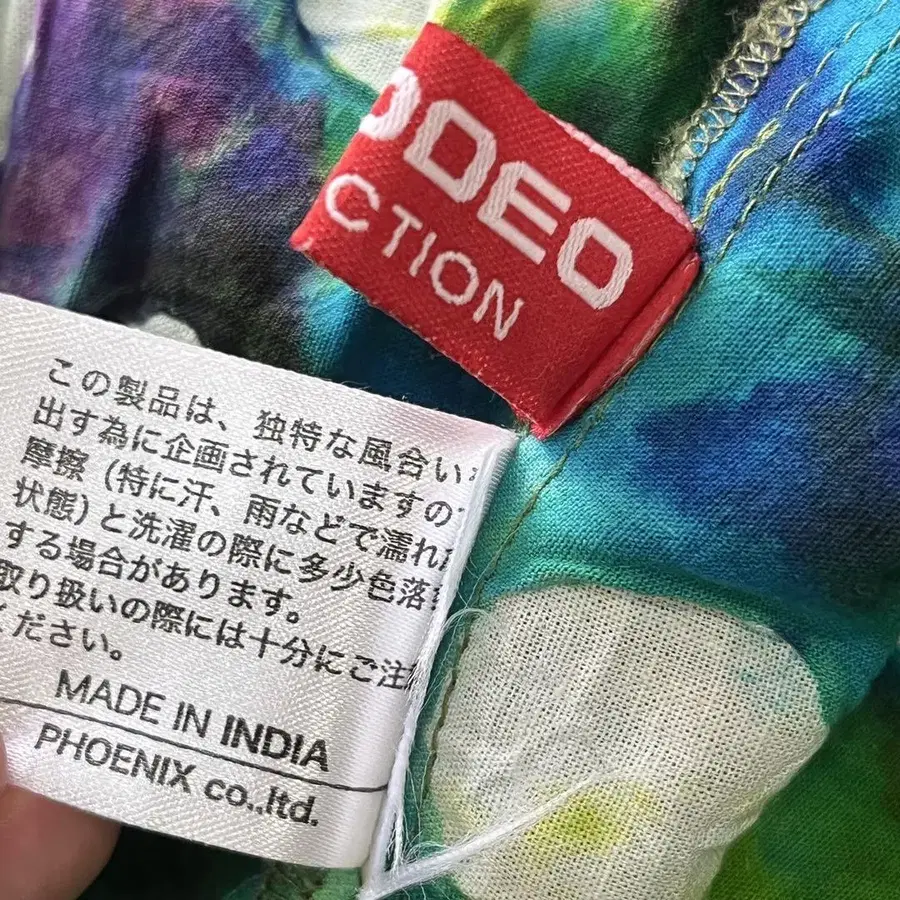 ODEO
CTION
この製品は、独特な風合いを
出す為に企画されていますので
摩擦（特に汗、雨などで濡れた
状態）と洗濯の際に多少色落
する場合があります。
取り扱いの際には十分にご注
ください。
MADE IN INDIA
PHOENIX co.,ltd.